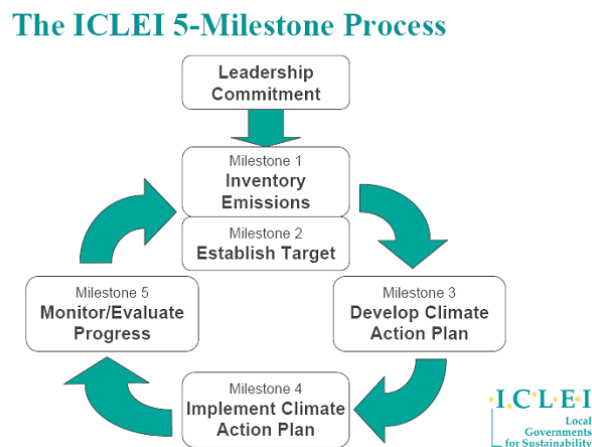 The ICLEI 5-Milestone Process
Leadership
Commitment
Milestone 1
Inventory
Emissions
Milestone 2
Establish Target
Milestone 3
Develop Climate
Action Plan
Milestone 4
Implement Climate
Action Plan
Milestone 5
Monitor/Evaluate
Progress
·I·C·L·E·I
Local
Governments
for Sustainability